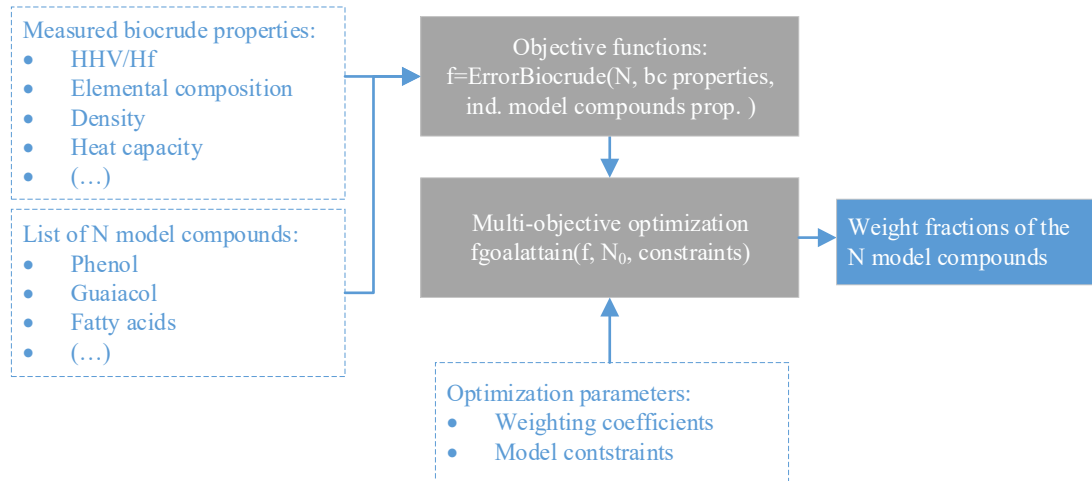 Measured biocrude properties:
• HHV/Hf
• Elemental composition
• Density
• Heat capacity
• (…)
List of N model compounds:
• Phenol
• Guaiacol
• Fatty acids
• (…)
Objective functions:
f=ErrorBiocrude(N, bc properties,
ind. model compounds prop. )
Multi-objective optimization
fgoalattain(f, N₀, constraints)
Weight fractions of the
N model compounds
Optimization parameters:
• Weighting coefficients
• Model contstraints